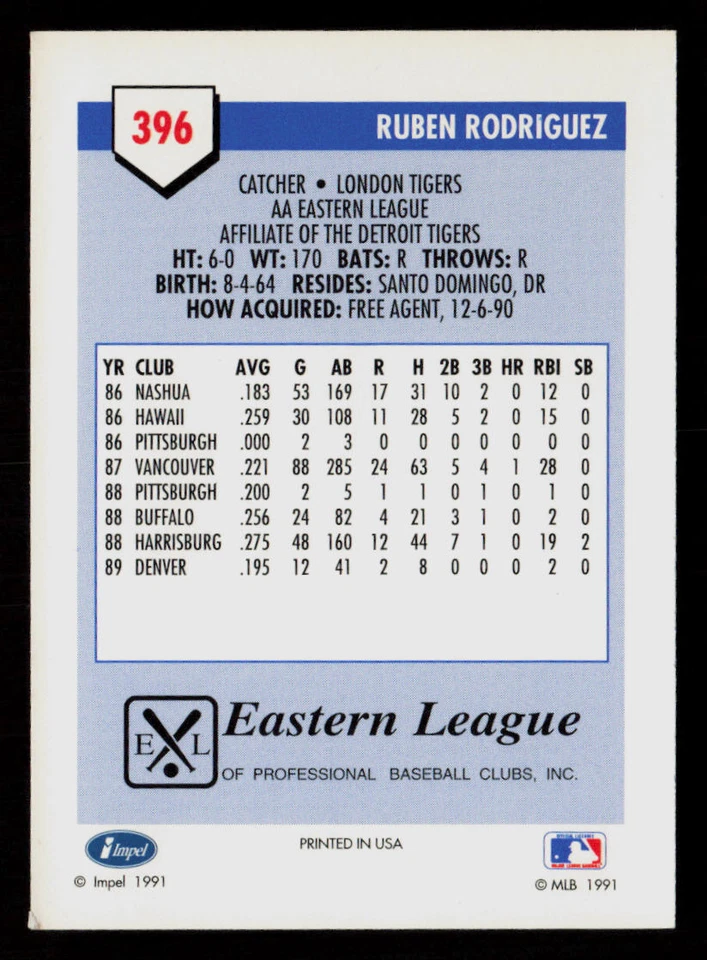 396
RUBEN RODRiGUEZ
CATCHER • LONDON TIGERS
AA EASTERN LEAGUE
AFFILIATE OF THE DETROIT TIGERS
HT: 6-0 WT: 170 BATS: R THROWS: R
BIRTH: 8-4-64 RESIDES: SANTO DOMINGO, DR
HOW ACQUIRED: FREE AGENT, 12-6-90
YR CLUB AVG G AB R H 2B 3B HR RBI SB
86 NASHUA .183 53 169 17 31 10 2 0 12 0
86 HAWAII .259 30 108 11 28 5 2 0 15 0
86 PITTSBURGH .000 2 3 0 0 0 0 0 0 0
87 VANCOUVER .221 88 285 24 63 5 4 1 28 0
88 PITTSBURGH .200 2 5 1 1 0 1 0 1 0
88 BUFFALO .256 24 82 4 21 3 1 0 2 0
88 HARRISBURG .275 48 160 12 44 7 1 0 19 2
89 DENVER .195 12 41 2 8 0 0 0 2 0
E L
Eastern League
OF PROFESSIONAL BASEBALL CLUBS, INC.
Impel
PRINTED IN USA
© Impel 1991
© MLB 1991